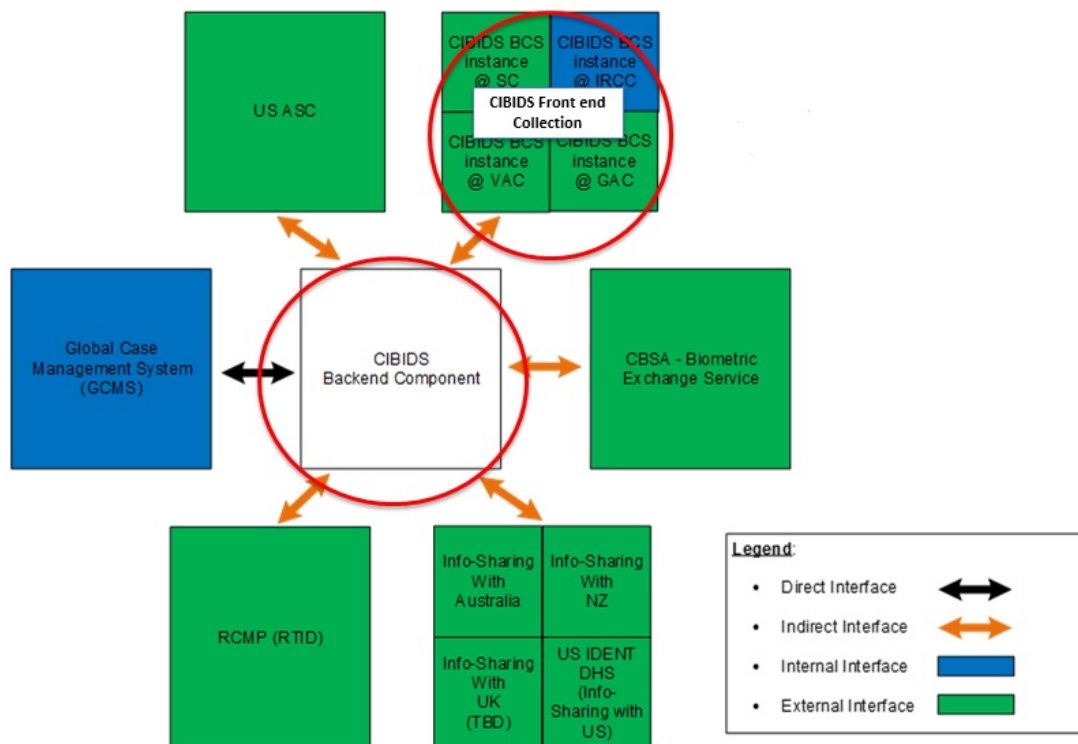 US ASC
CIBIDS BCS
instance
@ SC
CIBIDS BCS
instance
@ IRCC
CIBIDS Front end
Collection
CIBIDS BCS
instance
@ VAC
CIBIDS BCS
instance
@ GAC
Global Case
Management System
(GCMS)
CIBIDS
Backend Component
CBSA - Biometric
Exchange Service
RCMP (RTID)
Info-Sharing
With
Australia
Info-Sharing
With
NZ
Info-Sharing
With
UK
(TBD)
US IDENT
DHS
(Info-
Sharing with
US)
Legend:
• Direct Interface
• Indirect Interface
• Internal Interface
• External Interface